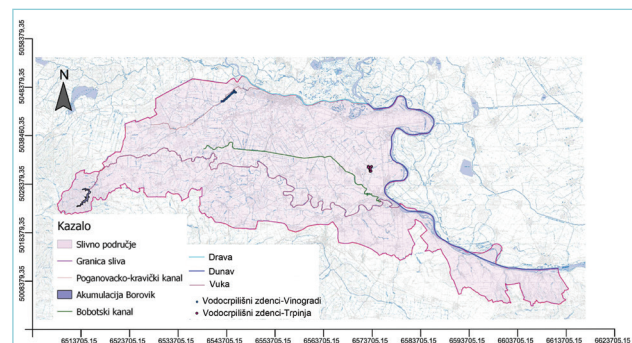 5058379,35
5048379,35
5038460,35
5028379,35
5018379,35
5008379,35
N
Kazalo
Slivno područje
Granica sliva
Poganovacko-kravički kanal
Akumulacija Borovik
Bobotski kanal
Drava
Dunav
Vuka
Vodocrpilišni zdenci-Vinogradi
Vodocrpilišni zdenci-Trpinja
6513705.15 6523705.15 6533705.15 6543705.15 6553705.15 6563705.15 6573705.15 6583705.15 6593705.15 6603705.15 6613705.15 6623705.15